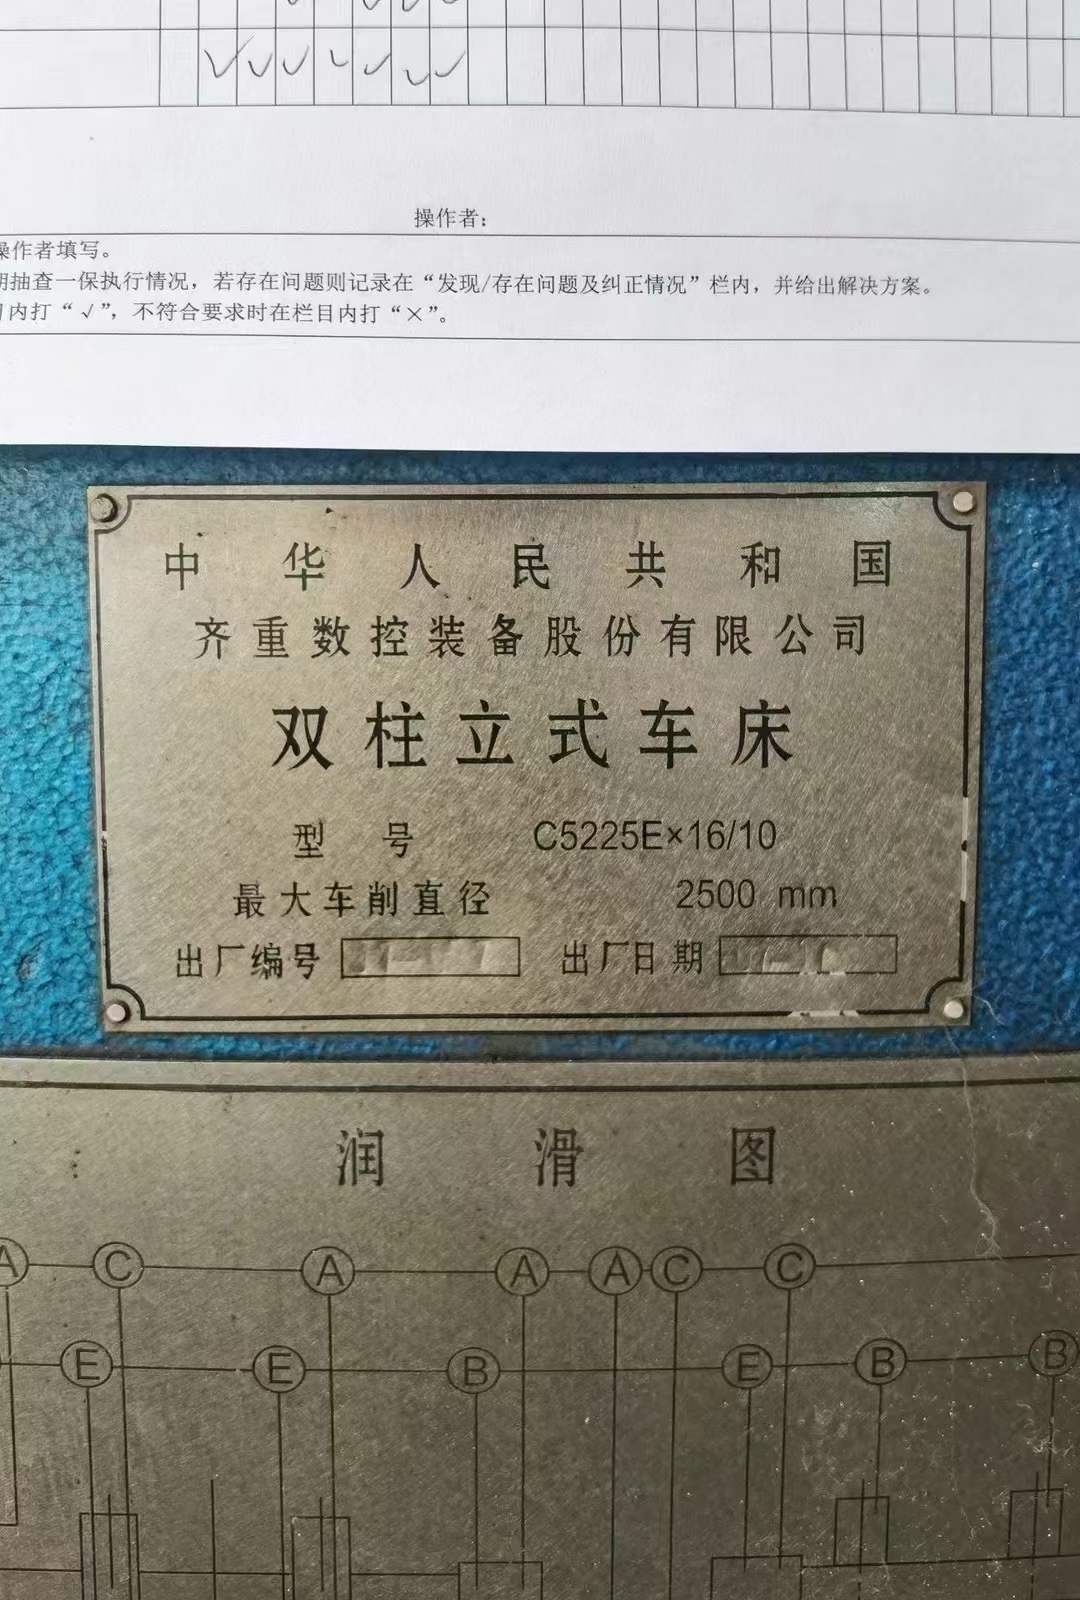 操作者：
操作者填写。
期抽查一保执行情况，若存在问题则记录在“发现/存在问题及纠正情况”栏内，并给出解决方案。
内打“√”，不符合要求时在栏目内打“×”。
中华人民共和国
齐重数控装备股份有限公司
双柱立式车床
型号 C5225E×16/10
最大车削直径 2500 mm
出厂编号 出厂日期
润滑图
A C A A A C C
E E B E B B